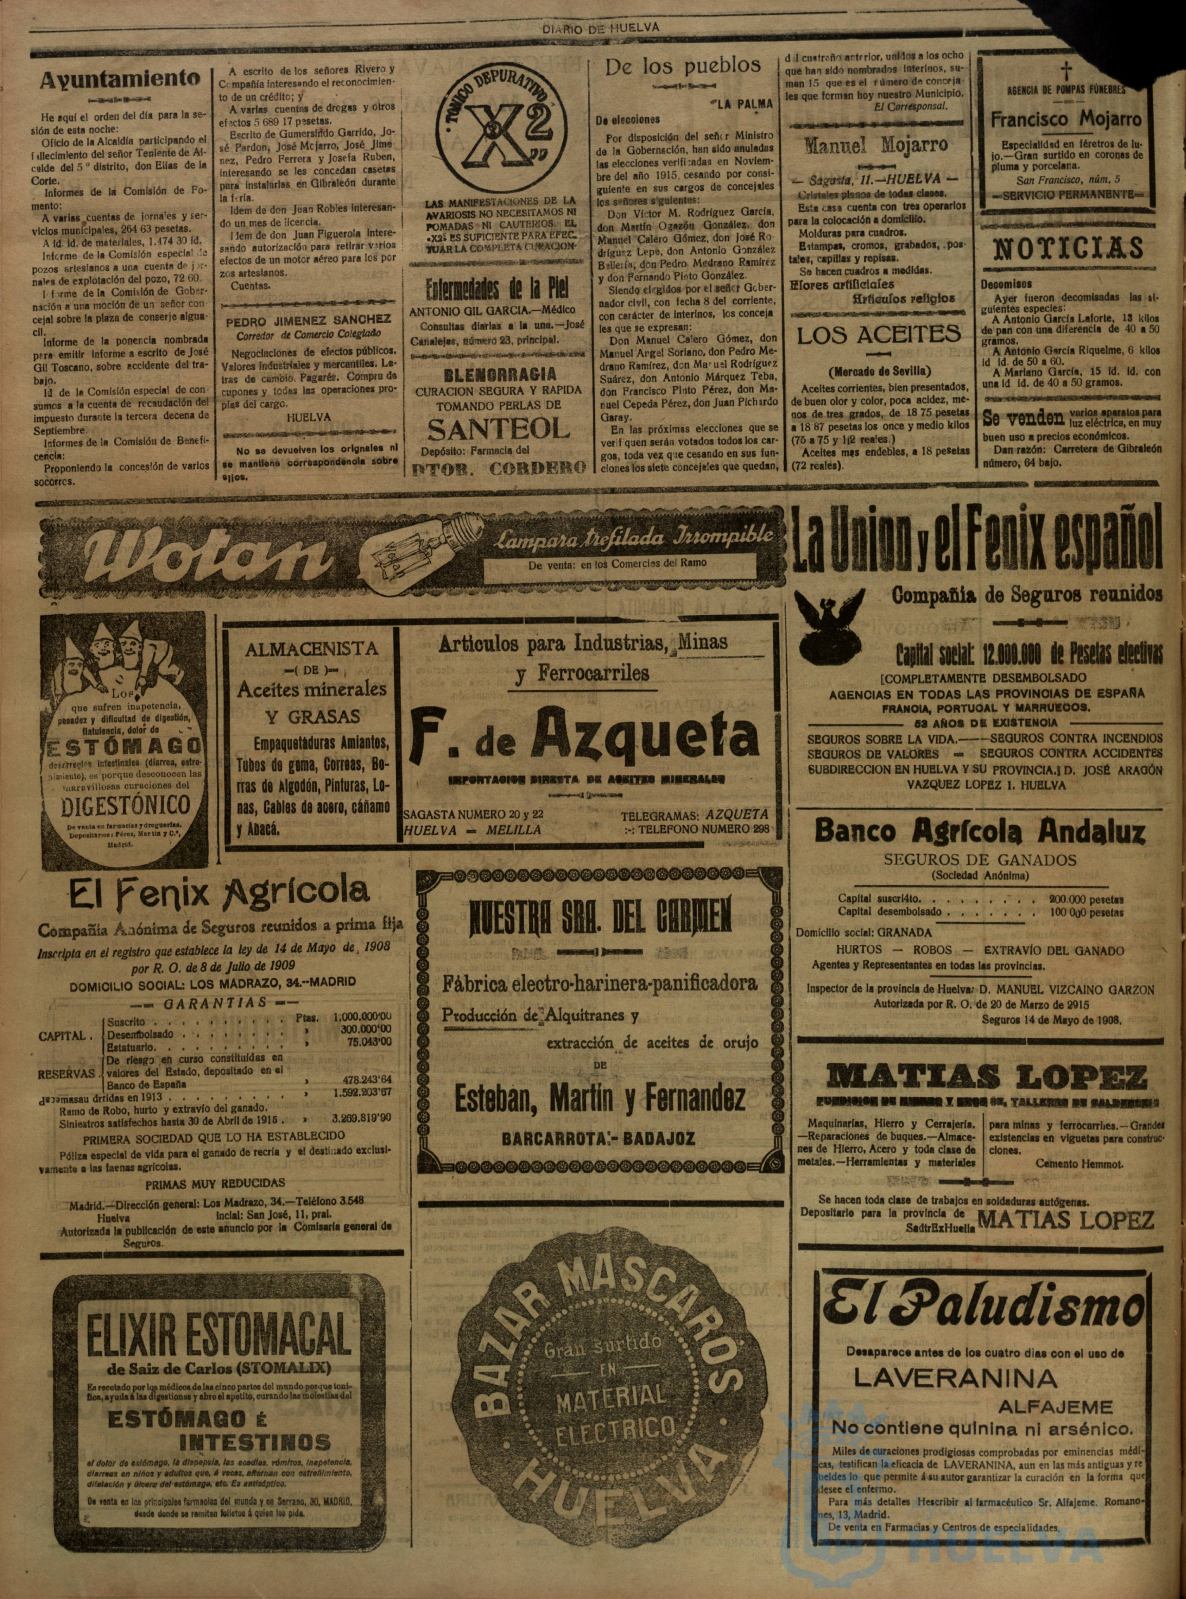 DIARIO DE HUELVA
Ayuntamiento
He aquí el orden del día para la se-
sión de esta noche:
Oficio de la Alcaldía participando el
fallecimiento del señor Teniente de Al-
calde del 5º distrito, don Elías de la
Corte.
Informes de la Comisión de Fo-
mento:
A varias cuentas de jornales y ser-
vicios municipales, 264 63 pesetas.
A id. id. de materiales, 1.474 30 id.
Informe de la Comisión especial de
pozos artesianos a una cuenta de jor-
nales de explotación del pozo, 72 60.
Informe de la Comisión de Gober-
nación a una moción de un señor con-
cejal sobre la plaza de conserje algua-
cil.
Informe de la ponencia nombrada
para emitir informe a escrito de José
Gil Toscano, sobre accidente del tra-
bajo.
Id de la Comisión especial de con-
sumos a la cuenta de recaudación del
impuesto durante la tercera decena de
Septiembre.
Informes de la Comisión de Benefi-
cencia:
Proponiendo la concesión de varios
socorros.
A escrito de los señores Rivero y
Compañía interesando el reconocimien-
to de un crédito; y
A varias cuentas de drogas y otros
efectos 5 689 17 pesetas.
Escrito de Gumersindo Garrido, Jo-
sé Pardon, José Mojarro, José Jimé
nez, Pedro Ferrera y Josefa Ruben,
interesando se les concedan casetas
para instalarlas en Gibraleón durante
la feria.
Idem de don Juan Robles interesan-
do un mes de licencia.
Idem de don Juan Figuerola intere-
sando autorización para retirar varios
efectos de un motor aéreo para los po
zos artesianos.
Cuentas.
PEDRO JIMENEZ SANCHEZ
Corredor de Comercio Colegiado
Negociaciones de efectos públicos.
Valores industriales y mercantiles. Le-
tras de cambio. Pagarés. Compra de
cupones y todas las operaciones pro-
pias del cargo.
HUELVA
No se devuelven los originales ni
se mantiene correspondencia sobre
ellos.
TONICO DEPURATIVO
X2
LAS MANIFESTACIONES DE LA
AVARIOSIS NO NECESITAMOS NI
POMADAS NI CAUTERIOS. EL
«X2» ES SUFICIENTE PARA EFEC-
TUAR LA COMPLETA CURACION
Enfermedades de la Piel
ANTONIO GIL GARCIA.—Médico
Consultas diarias a la una.—José
Canalejas, número 23, principal.
BLENORRAGIA
CURACION SEGURA Y RAPIDA
TOMANDO PERLAS DE
SANTEOL
Depósito: Farmacia del
DTOR. CORDERO
De los pueblos
LA PALMA
De elecciones
Por disposición del señor Ministro
de la Gobernación, han sido anuladas
las elecciones verificadas en Noviem-
bre del año 1915, cesando por consi-
guiente en sus cargos de concejales
los señores siguientes:
Don Víctor M. Rodríguez García,
don Martin Ogazón González, don
Manuel Calero Gómez, don José Ro-
dríguez Lepe, don Antonio González
don Pedro Medrano Ramírez
y don Fernando Pinto González.
Siendo elegidos por el señor Gober-
nador civil, con fecha 8 del corriente,
con carácter de interinos, los conceja
les que se expresan:
Don Manuel Calero Gómez, don
Manuel Angel Soriano, don Pedro Me-
drano Ramírez, don Manuel Rodríguez
Suárez, don Antonio Márquez Teba,
don Francisco Pinto Pérez, don Ma-
nuel Cepeda Pérez, don Juan Pichardo
Garay.
En las próximas elecciones que se
verifiquen serán votados todos los car-
gos, toda vez que cesando en sus fun-
ciones los siete concejales que quedan,
anterior, unidos a los ocho
que han sido nombrados interinos, su-
man 15 que es el número de conceja-
les que forman hoy nuestro Municipio.
El Corresponsal.
Manuel Mojarro
— Sagasta, 11.—HUELVA —
Cristales planos de todas clases.
Esta casa cuenta con tres operarios
para la colocación a domicilio.
Molduras para cuadros.
Estampas, cromos, grabados, pos-
tales, capillas y repisas.
Se hacen cuadros a medidas.
Flores artificiales
Articulos religios
LOS ACEITES
(Mercado de Sevilla)
Aceites corrientes, bien presentados,
de buen olor y color, poca acidez, me-
nos de tres grados, de 18 75 pesetas
a 18 87 pesetas los once y medio kilos
(75 a 75 y 1|2 reales.)
Aceites mas endebles, a 18 pesetas
(72 reales).
AGENCIA DE POMPAS FUNEBRES
Francisco Mojarro
Especialidad en féretros de lu-
jo.—Gran surtido en coronas de
pluma y porcelana.
San Francisco, núm. 5
—SERVICIO PERMANENTE—
NOTICIAS
Decomisos
Ayer fueron decomisadas las si-
guientes especies:
A Antonio García Laforte, 13 kilos
de pan con una diferencia de 40 a 50
gramos.
A Antonio García Riquelme, 6 kilos
id id. de 50 a 60.
A Mariano García, 15 id. id. con
una id id. de 40 a 50 gramos.
Se venden varios aparatos para
luz eléctrica, en muy
buen uso a precios económicos.
Dan razón: Carretera de Gibraleón
número, 64 bajo.
Wotan
Lampara trefilada Irrompible
De venta: en los Comercios del Ramo
La Union y el Fenix español
Compañia de Seguros reunidos
Capital social: 12.000.000 de Pesetas efectivas
[COMPLETAMENTE DESEMBOLSADO
AGENCIAS EN TODAS LAS PROVINCIAS DE ESPAÑA
FRANCIA, PORTUGAL Y MARRUECOS.
53 AÑOS DE EXISTENCIA
SEGUROS SOBRE LA VIDA.——SEGUROS CONTRA INCENDIOS
SEGUROS DE VALORES = SEGUROS CONTRA ACCIDENTES
SUBDIRECCION EN HUELVA Y SU PROVINCIA.] D. JOSÉ ARAGÓN
VAZQUEZ LOPEZ 1. HUELVA
Los
que sufren inapetencia,
pesadez y dificultad de digestión,
flatulencia, dolor de
ESTÓMAGO
desarreglos intestinales (diarrea, estre-
ñimiento), es porque desconocen las
maravillosas curaciones del
DIGESTÓNICO
De venta en farmacias y droguerías.
Depositarios: Pérez, Martín y Cª,
Madrid.
ALMACENISTA
—( DE )—
Aceites minerales
Y GRASAS
Empaquetaduras Amiantos,
Tubos de goma, Correas, Bo-
rras de Algodón, Pinturas, Lo-
nas, Cables de acero, cáñamo
y Abacá.
Articulos para Industrias, Minas
y Ferrocarriles
F. de Azqueta
IMPORTACION DIRECTA DE ACEITES MINERALES
SAGASTA NUMERO 20 y 22
HUELVA = MELILLA
TELEGRAMAS: AZQUETA
:-: TELEFONO NUMERO 298
El Fenix Agrícola
Compañia Anónima de Seguros reunidos a prima fija
Inscripta en el registro que establece la ley de 14 de Mayo de 1908
por R. O. de 8 de Julio de 1909
DOMICILIO SOCIAL: LOS MADRAZO, 34.--MADRID
—— GARANTIAS ——
CAPITAL. Suscrito . . . . Ptas. 1,000,000'00
Desembolsado . . . . » 300,000'00
Estatuario. . . . . » 75.043'00
RESERVAS. De riesgo en curso constituidas en
valores del Estado, depositado en el
Banco de España » 478.243'64
en 1913 . . . . » 1.592.203'67
Ramo de Robo, hurto y extravío del ganado.
Siniestros satisfechos hasta 30 de Abril de 1915 . » 3.269.819'90
PRIMERA SOCIEDAD QUE LO HA ESTABLECIDO
Póliza especial de vida para el ganado de recría y el destinado exclusi-
vamente a las faenas agrícolas.
PRIMAS MUY REDUCIDAS
Madrid.—Dirección general: Los Madrazo, 34.—Teléfono 3.548
Huelva incial: San José, 11, pral.
Autorizada la publicación de este anuncio por la Comisaría general de
Seguros.
NUESTRA SRA. DEL CARMEN
Fábrica electro-harinera-panificadora
Producción de Alquitranes y
extracción de aceites de orujo
DE
Esteban, Martin y Fernandez
BARCARROTA:- BADAJOZ
Banco Agrícola Andaluz
SEGUROS DE GANADOS
(Sociedad Anónima)
Capital suscri4to. . . . . 200.000 pesetas
Capital desembolsado . . . . . 100 000 pesetas
Domicilio social: GRANADA
HURTOS — ROBOS — EXTRAVÍO DEL GANADO
Agentes y Representantes en todas las provincias.
Inspector de la provincia de Huelva: D. MANUEL VIZCAINO GARZON
Autorizada por R. O. de 20 de Marzo de 2915
Seguros 14 de Mayo de 1908.
MATIAS LOPEZ
FUNDICION DE HIERRO Y BRONCE, TALLERES DE CALDERERIA
Maquinarias, Hierro y Cerrajería.
—Reparaciones de buques.—Almace-
nes de Hierro, Acero y toda clase de
metales.—Herramientas y materiales
para minas y ferrocarries.—Grandes
existencias en viguetas para construc-
ciones.
Cemento Hemmot.
Se hacen toda clase de trabajos en soldaduras autógenas.
Depositario para la provincia de
MATIAS LOPEZ
ELIXIR ESTOMACAL
de Saiz de Carlos (STOMALIX)
Es recetado por los médicos de las cinco partes del mundo porque toni-
fica, ayuda á las digestiones y abre el apetito, curando las molestias del
ESTÓMAGO É
INTESTINOS
el dolor de estómago, la dispepsia, las acedías, vómitos, inapetencia,
diarreas en niños y adultos que, á veces, alternan con estreñimiento,
dilatación y úlcera del estómago, etc. Es antiséptico.
De venta en las principales farmacias del mundo y en Serrano, 30, MADRID,
desde donde se remiten folletos á quien los pida.
BAZAR MASCAROS
Gran surtido
EN
MATERIAL
ELECTRICO
HUELVA
El Paludismo
Desaparece antes de los cuatro dias con el uso de
LAVERANINA
ALFAJEME
No contiene quinina ni arsénico.
Miles de curaciones prodigiosas comprobadas por eminencias médi-
cas, testifican la eficacia de LAVERANINA, aun en las más antiguas y re
beldes lo que permite á su autor garantizar la curación en la forma que
desee el enfermo.
Para más detalles Hescribir al farmacéutico Sr. Alfajeme. Romano-
nes, 13, Madrid.
De venta en Farmacias y Centros de especialidades.
HUELVA